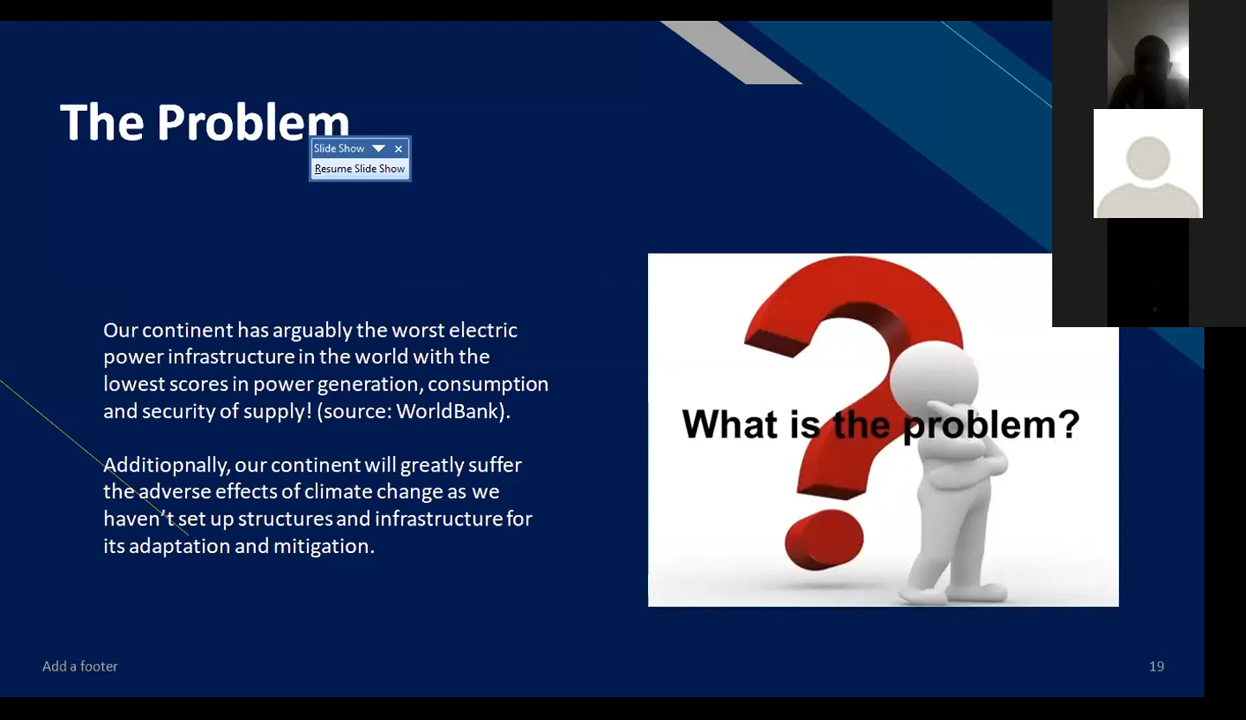 The Problem
Slide Show
Resume Slide Show
Our continent has arguably the worst electric
power infrastructure in the world with the
lowest scores in power generation, consumption
and security of supply! (source: WorldBank).
Additiopnally, our continent will greatly suffer
the adverse effects of climate change as we
haven't set up structures and infrastructure for
its adaptation and mitigation.
What is the problem?
Add a footer
19